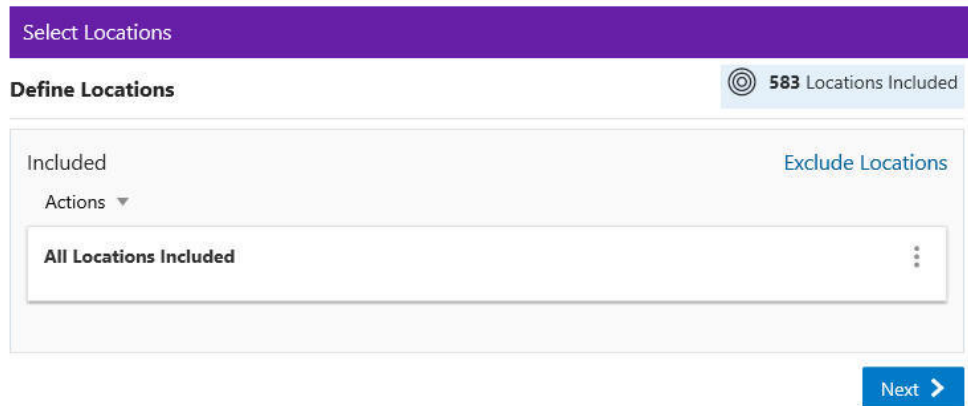 Select Locations
Define Locations
583 Locations Included
Included
Exclude Locations
Actions
All Locations Included
Next